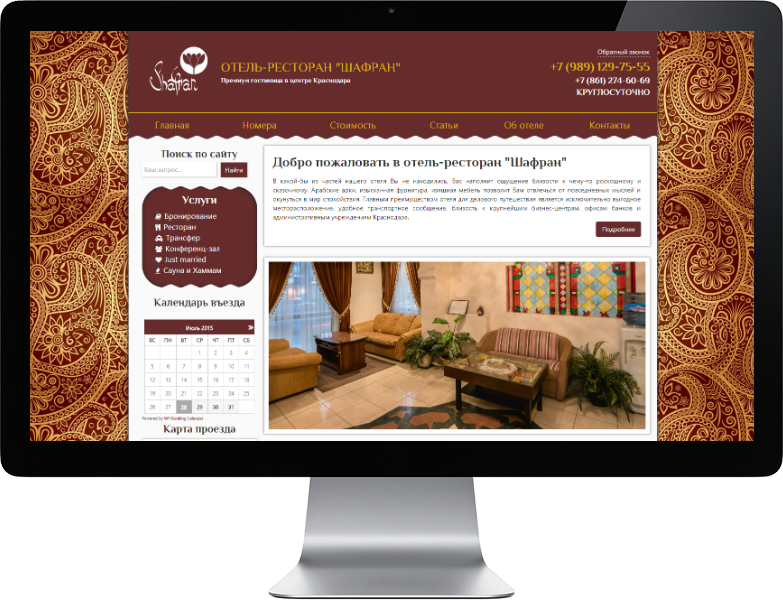 Shafran
ОТЕЛЬ-РЕСТОРАН "ШАФРАН"
Премиум гостиница в центре Краснодара
Обратный звонок
+7 (989) 129-75-55
+7 (861) 274-60-69
КРУГЛОСУТОЧНО
Главная Номера Стоимость Статьи Об отеле Контакты
Поиск по сайту
Ваш запрос... Найти
Услуги
Бронирование
Ресторан
Трансфер
Конференц-зал
Just married
Сауна и Хаммам
Календарь въезда
Июль 2015 »
ВС ПН ВТ СР ЧТ ПТ СБ
1 2 3 4
5 6 7 8 9 10 11
12 13 14 15 16 17 18
19 20 21 22 23 24 25
26 27 28 29 30 31
Powered by WP Booking Calendar
Карта проезда
Добро пожаловать в отель-ресторан "Шафран"
В какой-бы из частей нашего отеля Вы не находились, Вас наполнит ощущение близости к чему-то роскошному и
сказочному. Арабские арки, изысканная фурнитура, изящная мебель позволит Вам отвлечься от повседневных мыслей и
окунуться в мир спокойствия. Главным преимуществом отеля для делового путешествия является исключительно выгодное
месторасположение, удобное транспортное сообщение, близость к крупнейшим бизнес-центрам, офисам банков и
административным учреждениям Краснодара.
Подробнее